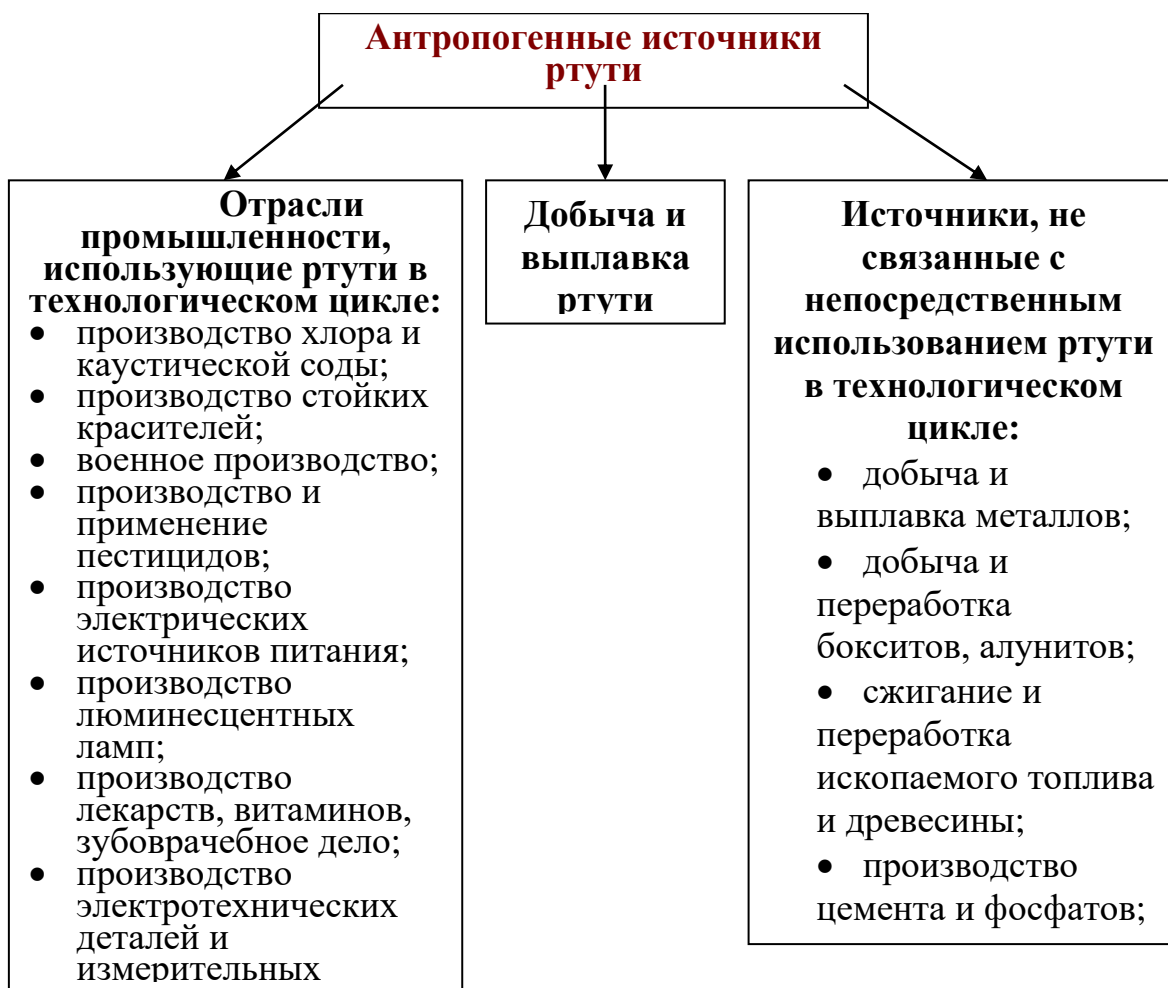 Антропогенные источники
ртути
Отрасли
промышленности,
использующие ртути в
технологическом цикле:
• производство хлора и
каустической соды;
• производство стойких
красителей;
• военное производство;
• производство и
применение
пестицидов;
• производство
электрических
источников питания;
• производство
люминесцентных
ламп;
• производство
лекарств, витаминов,
зубоврачебное дело;
• производство
электротехнических
деталей и
измерительных
Добыча и
выплавка
ртути
Источники, не
связанные с
непосредственным
использованием ртути
в технологическом
цикле:
• добыча и
выплавка металлов;
• добыча и
переработка
бокситов, алунитов;
• сжигание и
переработка
ископаемого топлива
и древесины;
• производство
цемента и фосфатов;